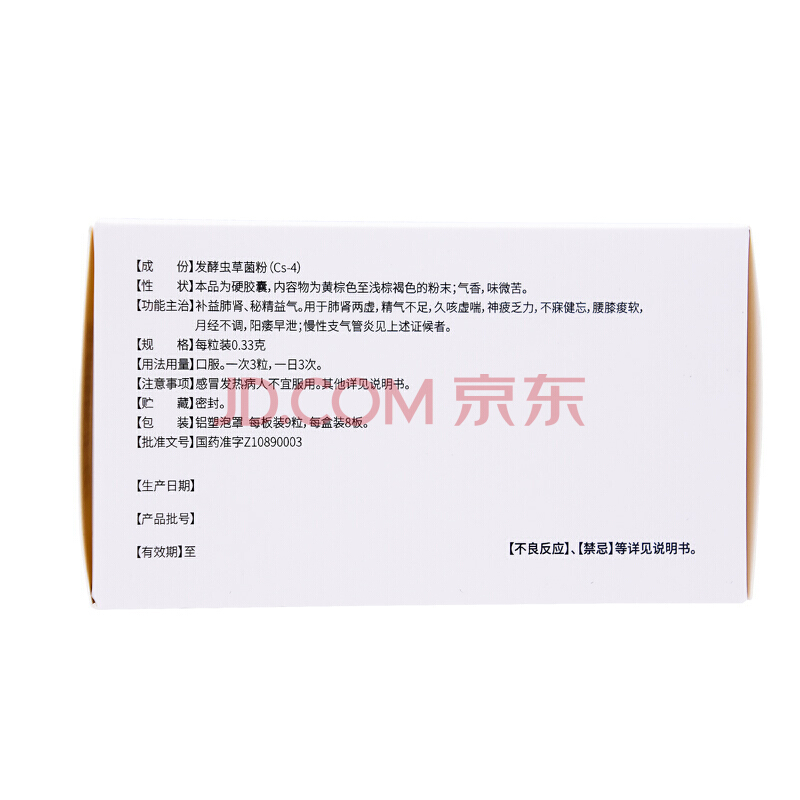 【成　　份】发酵虫草菌粉(Cs-4)
【性　　状】本品为硬胶囊,内容物为黄棕色至浅棕褐色的粉末;气香,味微苦。
【功能主治】补益肺肾、秘精益气。用于肺肾两虚,精气不足,久咳虚喘,神疲乏力,不寐健忘,腰膝痠软,
月经不调,阳痿早泄;慢性支气管炎见上述证候者。
【规　　格】每粒装0.33克
【用法用量】口服。一次3粒,一日3次。
【注意事项】感冒发热病人不宜服用。其他详见说明书。
【贮　　藏】密封。
JD.COM 京东
【包　　装】铝塑泡罩 每板装9粒,每盒装8板。
【批准文号】国药准字Z10890003
【生产日期】
【产品批号】
【有效期】至
【不良反应】、【禁忌】等详见说明书。